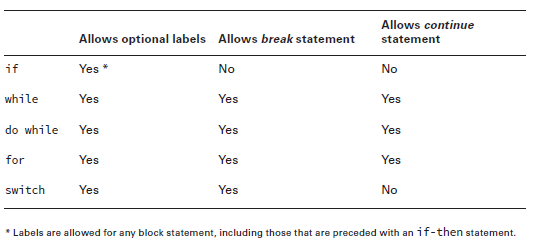 Allows optional labels Allows break statement Allows continue statement
if Yes * No No
while Yes Yes Yes
do while Yes Yes Yes
for Yes Yes Yes
switch Yes Yes No
* Labels are allowed for any block statement, including those that are preceded with an if-then statement.